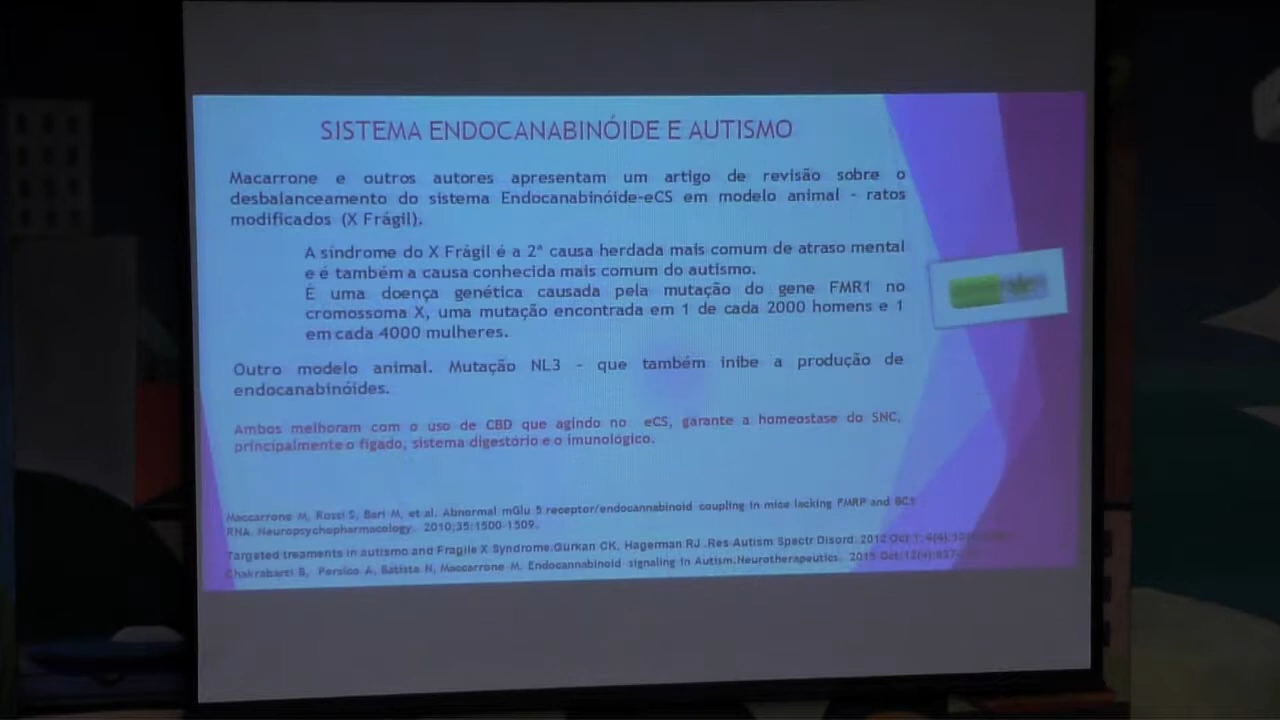 SISTEMA ENDOCANABINÓIDE E AUTISMO
Macarrone e outros autores apresentam um artigo de revisão sobre o
desbalanceamento do sistema Endocanabinóide-eCS em modelo animal - ratos
modificados (X Frágil).
A síndrome do X Frágil é a 2ª causa herdada mais comum de atraso mental
e é também a causa conhecida mais comum do autismo.
É uma doença genética causada pela mutação do gene FMR1 no
cromossoma X, uma mutação encontrada em 1 de cada 2000 homens e 1
em cada 4000 mulheres.
Outro modelo animal. Mutação NL3 - que também inibe a produção de
endocanabinóides.
Ambos melhoram com o uso de CBD que agindo no eCS, garante a homeostase do SNC,
principalmente o fígado, sistema digestório e o imunológico.
Maccarrone M, Rossi S, Bari M, et al. Abnormal mGlu 5 receptor/endocannabinoid coupling in mice lacking FMRP and BC1
RNA. Neuropsychopharmacology. 2010;35:1500-1509.
Targeted treaments in autismo and Fragile X Syndrome.Gurkan CK, Hagerman RJ .Res Autism Spectr Disord. 2012 Oct 1; 6(4):
Chakrabarti B, Persico A, Batista N, Maccarrone M. Endocannabinoid signaling in Autism.Neurotherapeutics. 2015 Oct;12(4):837-